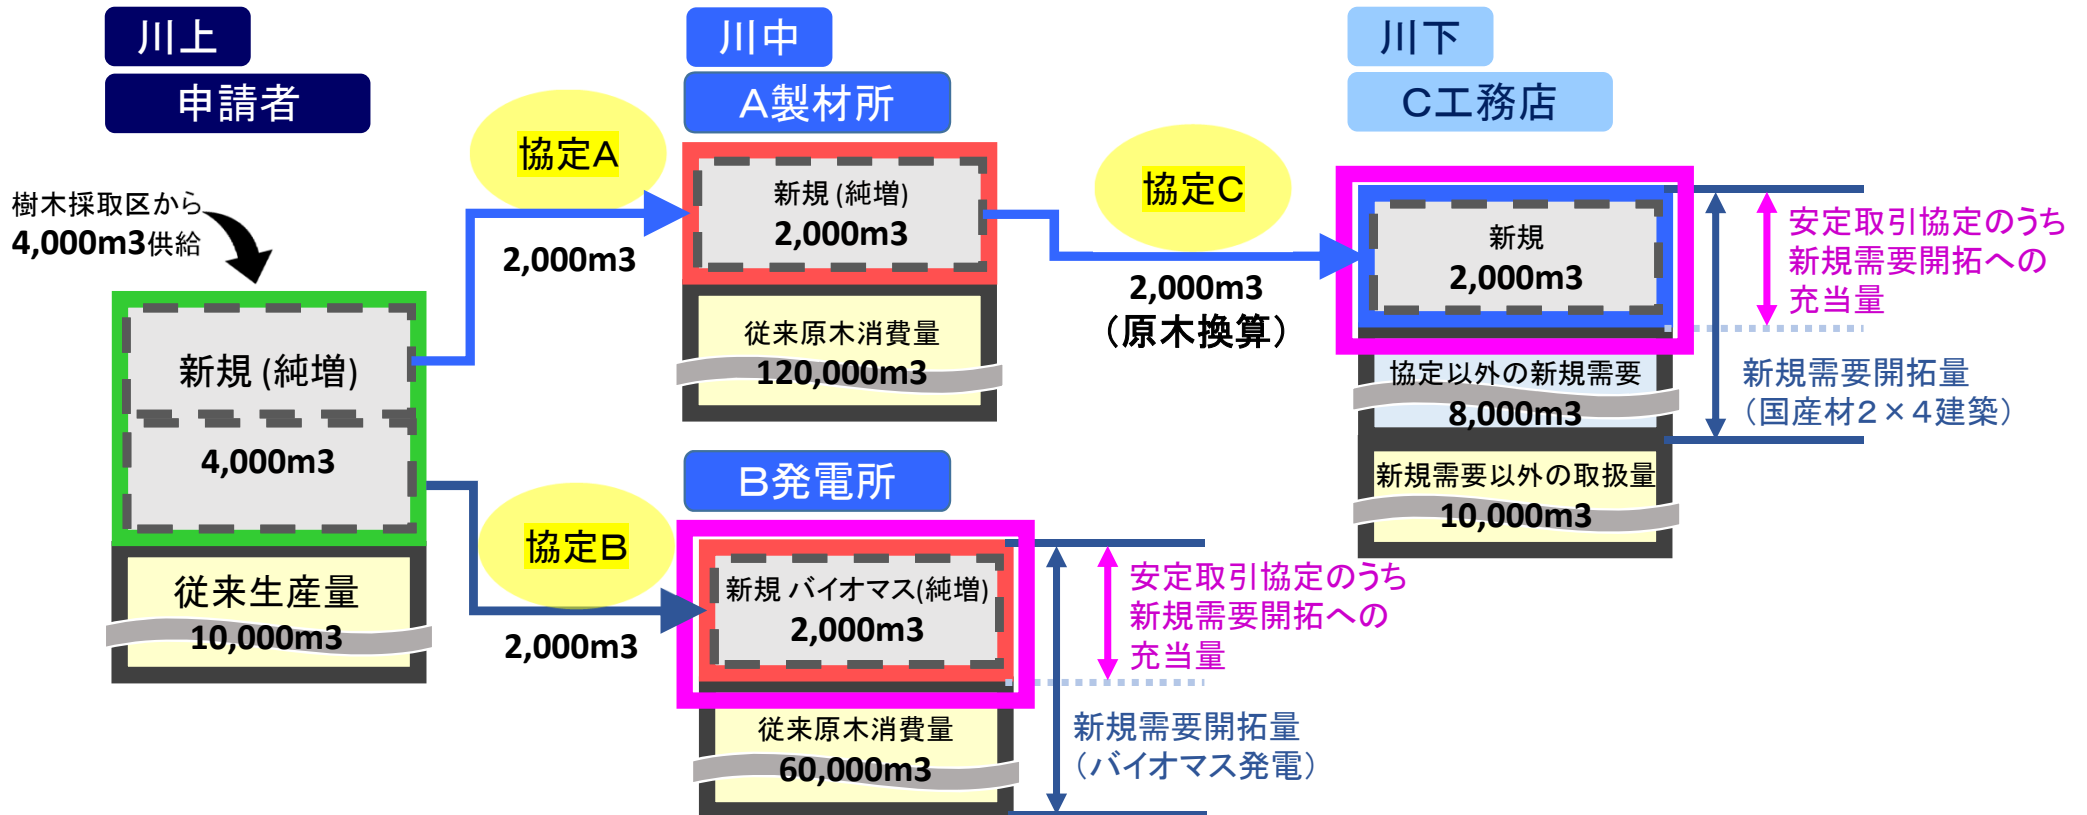 川上
申請者
樹木採取区から
4,000m3供給
新規 (純増)
4,000m3
従来生産量
10,000m3
協定A
2,000m3
協定B
2,000m3
川中
A製材所
新規 (純増)
2,000m3
従来原木消費量
120,000m3
B発電所
新規 バイオマス(純増)
2,000m3
従来原木消費量
60,000m3
安定取引協定のうち
新規需要開拓への
充当量
新規需要開拓量
(バイオマス発電)
協定C
2,000m3
(原木換算)
川下
C工務店
新規
2,000m3
協定以外の新規需要
8,000m3
新規需要以外の取扱量
10,000m3
安定取引協定のうち
新規需要開拓への
充当量
新規需要開拓量
(国産材2×4建築)